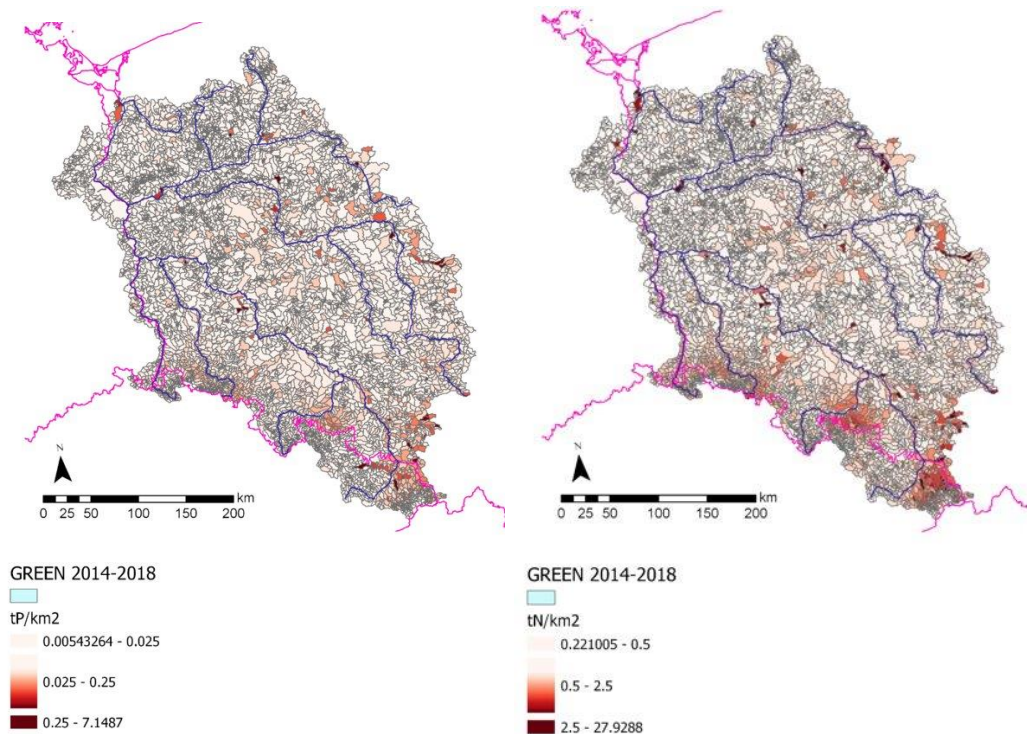 N
km
0 25 50 100 150 200
N
km
0 25 50 100 150 200
GREEN 2014-2018
tP/km2
0.00543264 - 0.025
0.025 - 0.25
0.25 - 7.1487
GREEN 2014-2018
tN/km2
0.221005 - 0.5
0.5 - 2.5
2.5 - 27.9288